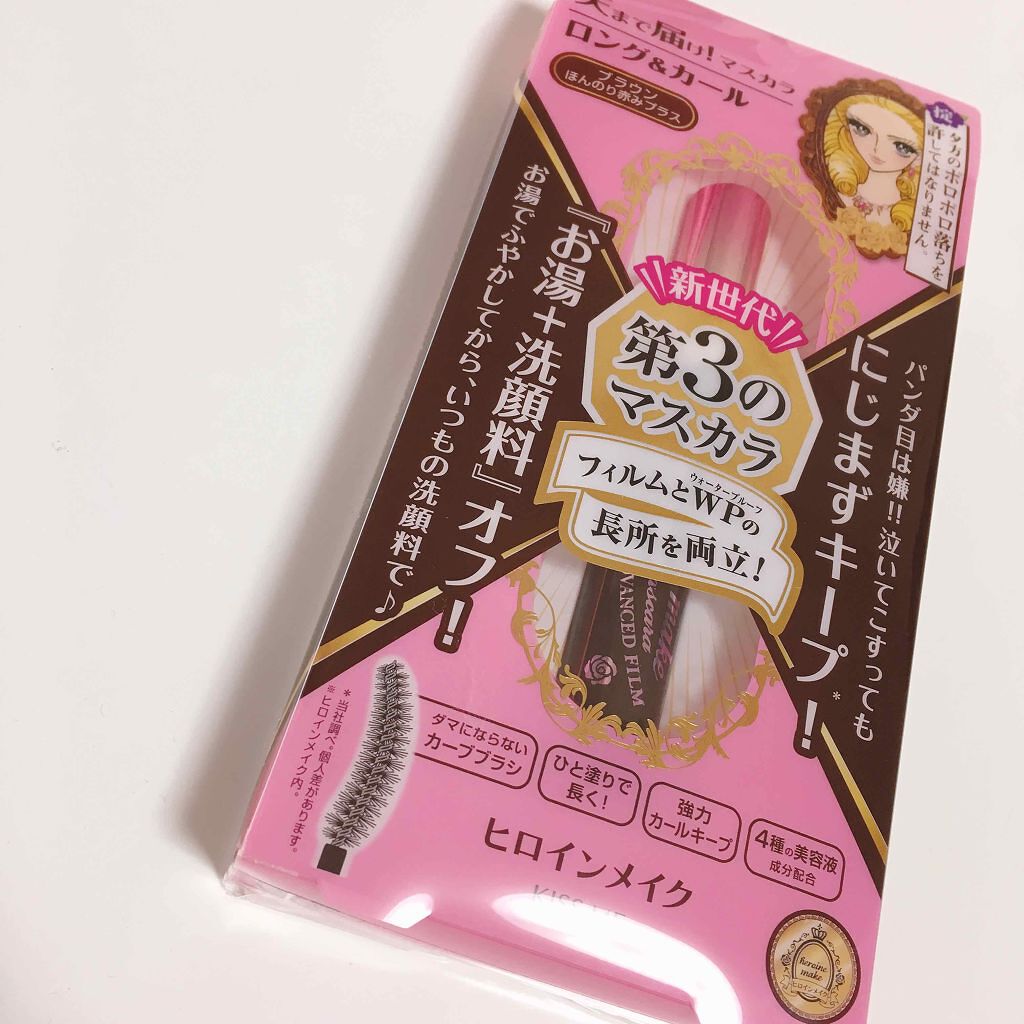 天まで届け!マスカラ
ロング&カール
ブラウン
ほんのり赤みプラス
掟
夕方のポロポロ落ちを
許してはなりません。
新世代
第3の
マスカラ
フィルムとWPの
ウォータープルーフ
長所を両立!
パンダ目は嫌!!泣いてこすっても
にじまずキープ!*
『お湯+洗顔料』オフ!
お湯でふやかしてから、いつもの洗顔料で♪
ADVANCED FILM
ダマにならない
カーブブラシ
ひと塗りで
長く!
強力
カールキープ
4種の美容液
成分配合
*当社調べ。個人差があります。
※ヒロインメイク内。
ヒロインメイク
KISS ME
heroine
make
ヒロインメイク